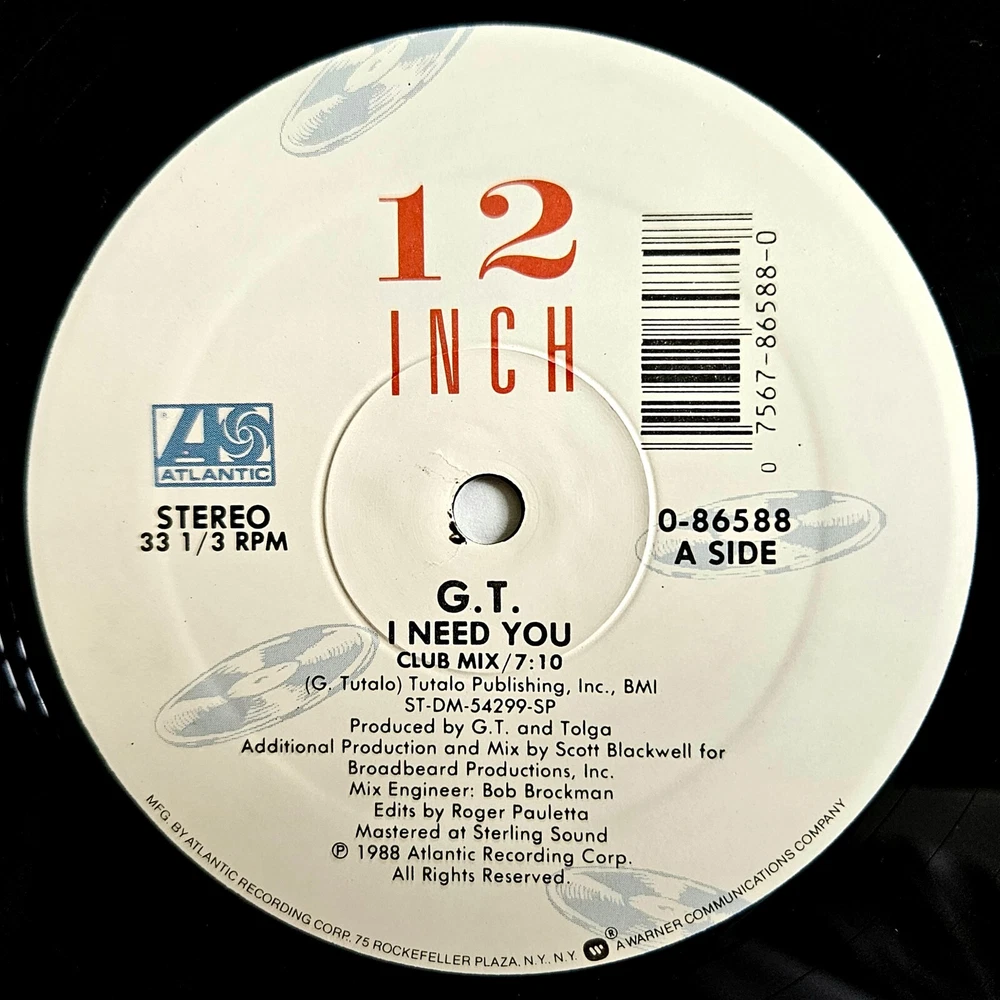 12
INCH
0 7567-86588-0
ATLANTIC
STEREO
33 1/3 RPM
0-86588
A SIDE
G.T.
I NEED YOU
CLUB MIX/7:10
(G. Tutalo) Tutalo Publishing, Inc., BMI
ST-DM-54299-SP
Produced by G.T. and Tolga
Additional Production and Mix by Scott Blackwell for
Broadbeard Productions, Inc.
Mix Engineer: Bob Brockman
Edits by Roger Pauletta
Mastered at Sterling Sound
℗ 1988 Atlantic Recording Corp.
All Rights Reserved.
MFG. BY ATLANTIC RECORDING CORP., 75 ROCKEFELLER PLAZA, N.Y., N.Y. ® A WARNER COMMUNICATIONS COMPANY